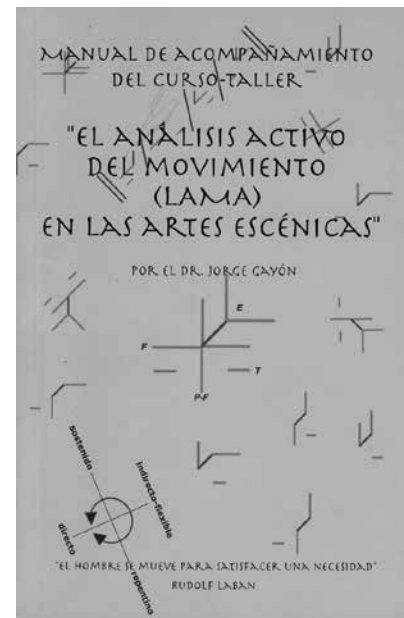 MANUAL DE ACOMPAÑAMIENTO
DEL CURSO-TALLER
"EL ANÁLISIS ACTIVO
DEL MOVIMIENTO
(LAMA)
EN LAS ARTES ESCÉNICAS"
POR EL DR. JORGE GAYÓN
E
F
T
P-F
sostenido
indirecto-flexible
directo
repentino
"EL HOMBRE SE MUEVE PARA SATISFACER UNA NECESIDAD"
RUDOLF LABAN